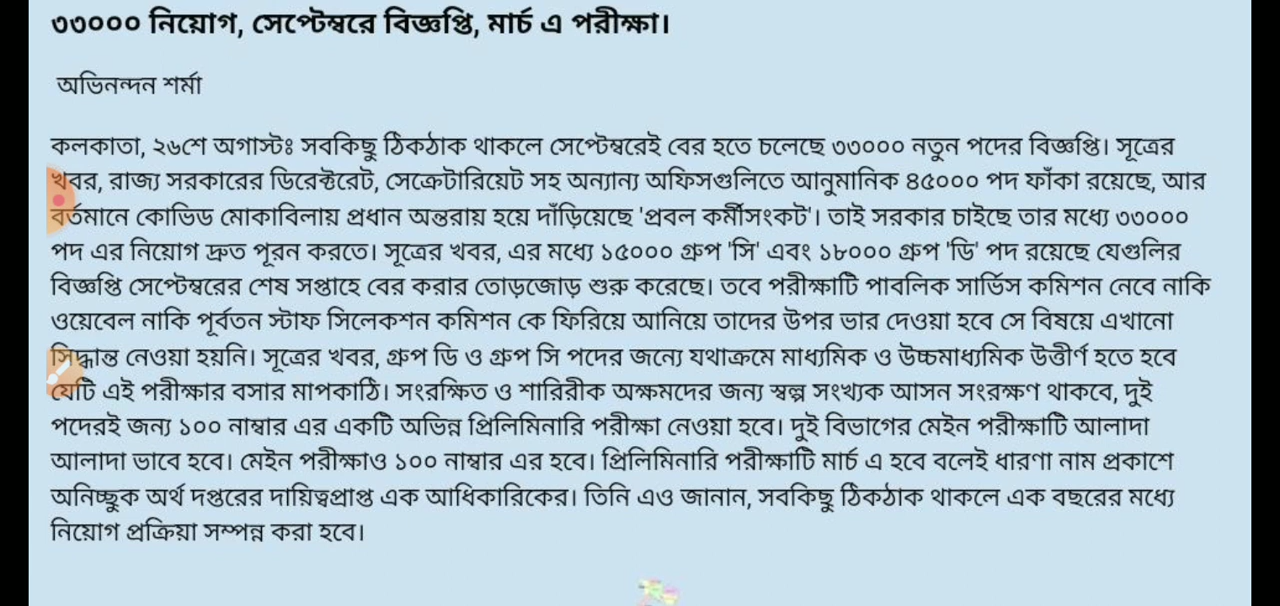 ৩৩০০০ নিয়োগ, সেপ্টেম্বরে বিজ্ঞপ্তি, মার্চ এ পরীক্ষা।
অভিনন্দন শর্মা
কলকাতা, ২৬শে অগাস্টঃ সবকিছু ঠিকঠাক থাকলে সেপ্টেম্বরেই বের হতে চলেছে ৩৩০০০ নতুন পদের বিজ্ঞপ্তি। সূত্রের
খবর, রাজ্য সরকারের ডিরেক্টরেট, সেক্রেটারিয়েট সহ অন্যান্য অফিসগুলিতে আনুমানিক ৪৫০০০ পদ ফাঁকা রয়েছে, আর
বর্তমানে কোভিড মোকাবিলায় প্রধান অন্তরায় হয়ে দাঁড়িয়েছে 'প্রবল কর্মীসংকট'। তাই সরকার চাইছে তার মধ্যে ৩৩০০০
পদ এর নিয়োগ দ্রুত পূরন করতে। সূত্রের খবর, এর মধ্যে ১৫০০০ গ্রুপ 'সি' এবং ১৮০০০ গ্রুপ 'ডি' পদ রয়েছে যেগুলির
বিজ্ঞপ্তি সেপ্টেম্বরের শেষ সপ্তাহে বের করার তোড়জোড় শুরু করেছে। তবে পরীক্ষাটি পাবলিক সার্ভিস কমিশন নেবে নাকি
ওয়েবেল নাকি পূর্বতন স্টাফ সিলেকশন কমিশন কে ফিরিয়ে আনিয়ে তাদের উপর ভার দেওয়া হবে সে বিষয়ে এখানো
সিদ্ধান্ত নেওয়া হয়নি। সূত্রের খবর, গ্রুপ ডি ও গ্রুপ সি পদের জন্যে যথাক্রমে মাধ্যমিক ও উচ্চমাধ্যমিক উত্তীর্ণ হতে হবে
যেটি এই পরীক্ষার বসার মাপকাঠি। সংরক্ষিত ও শারিরীক অক্ষমদের জন্য স্বল্প সংখ্যক আসন সংরক্ষণ থাকবে, দুই
পদেরই জন্য ১০০ নাম্বার এর একটি অভিন্ন প্রিলিমিনারি পরীক্ষা নেওয়া হবে। দুই বিভাগের মেইন পরীক্ষাটি আলাদা
আলাদা ভাবে হবে। মেইন পরীক্ষাও ১০০ নাম্বার এর হবে। প্রিলিমিনারি পরীক্ষাটি মার্চ এ হবে বলেই ধারণা নাম প্রকাশে
অনিচ্ছুক অর্থ দপ্তরের দায়িত্বপ্রাপ্ত এক আধিকারিকের। তিনি এও জানান, সবকিছু ঠিকঠাক থাকলে এক বছরের মধ্যে
নিয়োগ প্রক্রিয়া সম্পন্ন করা হবে।